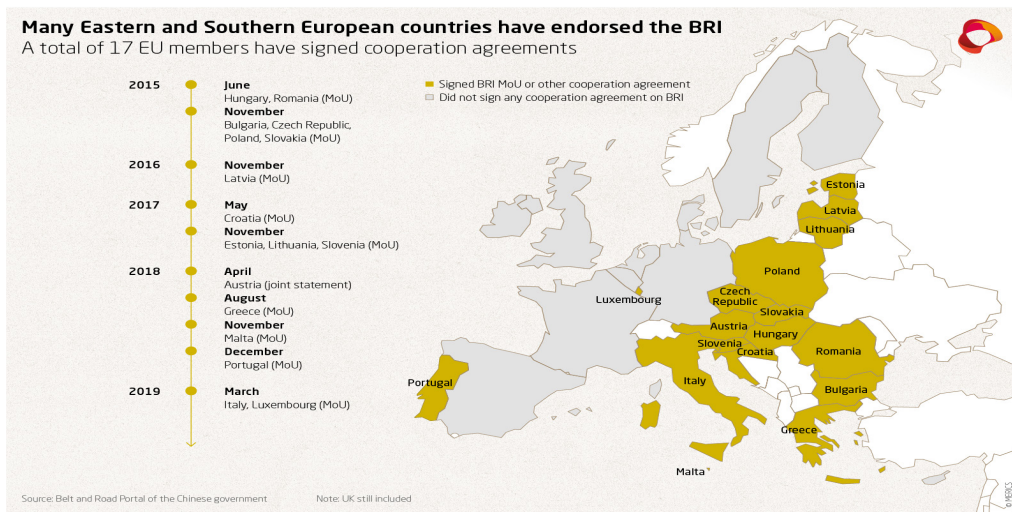 Many Eastern and Southern European countries have endorsed the BRI
A total of 17 EU members have signed cooperation agreements
2015
June
Hungary, Romania (MoU)
November
Bulgaria, Czech Republic,
Poland, Slovakia (MoU)
2016
November
Latvia (MoU)
2017
May
Croatia (MoU)
November
Estonia, Lithuania, Slovenia (MoU)
2018
April
Austria (joint statement)
August
Greece (MoU)
November
Malta (MoU)
December
Portugal (MoU)
2019
March
Italy, Luxembourg (MoU)
Signed BRI MoU or other cooperation agreement
Did not sign any cooperation agreement on BRI
Estonia
Latvia
Lithuania
Poland
Luxembourg
Czech
Republic
Slovakia
Austria
Hungary
Slovenia
Croatia
Romania
Portugal
Italy
Bulgaria
Greece
Malta
Source: Belt and Road Portal of the Chinese government
Note: UK still included
© MERICS